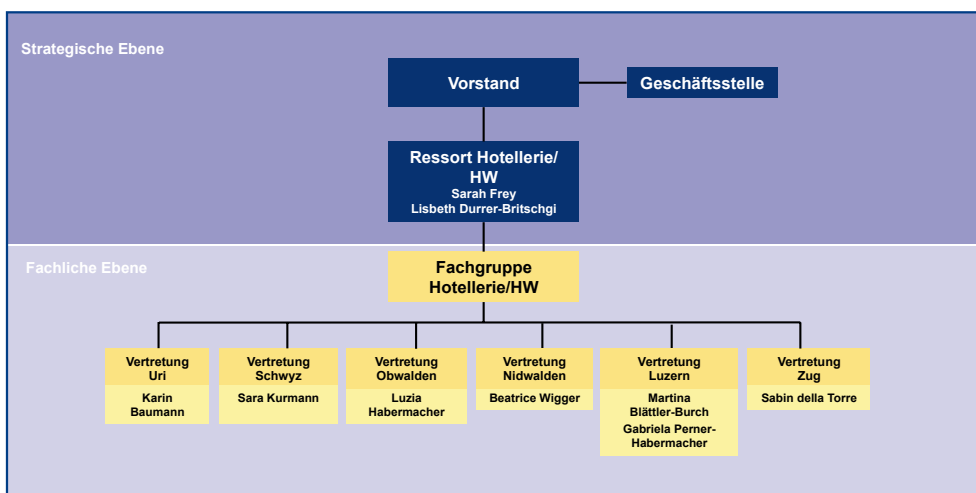 Strategische Ebene
Vorstand
Geschäftsstelle
Ressort Hotellerie/
HW
Sarah Frey
Lisbeth Durrer-Britschgi
Fachliche Ebene
Fachgruppe
Hotellerie/HW
Vertretung
Uri
Karin
Baumann
Vertretung
Schwyz
Sara Kurmann
Vertretung
Obwalden
Luzia
Habermacher
Vertretung
Nidwalden
Beatrice Wigger
Vertretung
Luzern
Martina
Blättler-Burch
Gabriela Perner-
Habermacher
Vertretung
Zug
Sabin della Torre